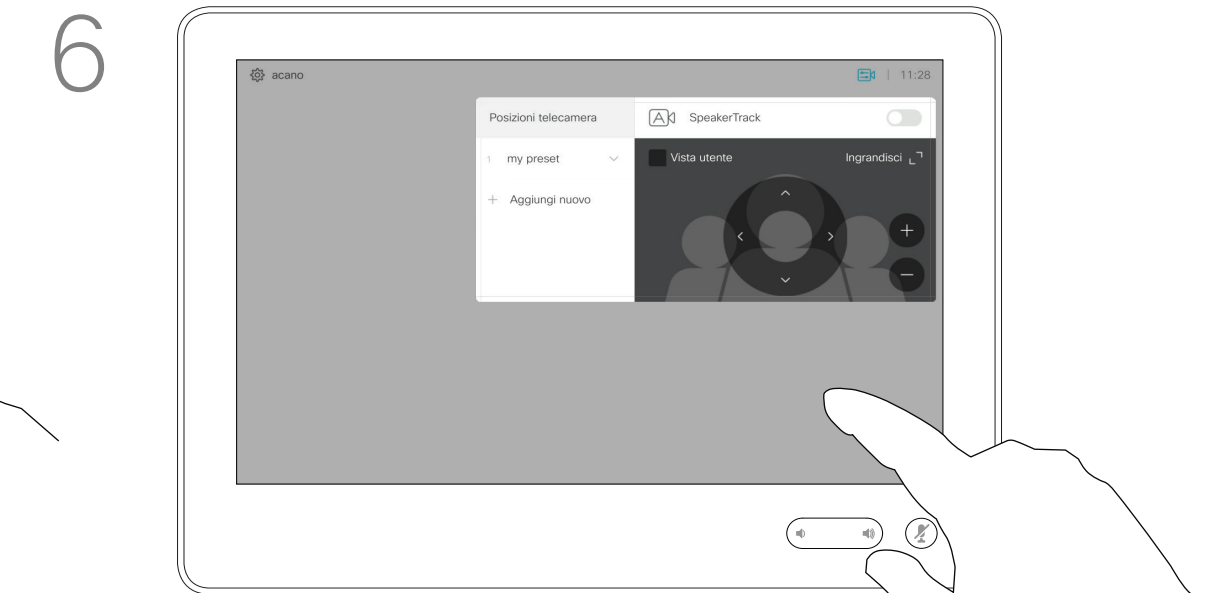 6
acano
11:28
Posizioni telecamera
SpeakerTrack
1 my preset
Vista utente
Ingrandisci
+ Aggiungi nuovo